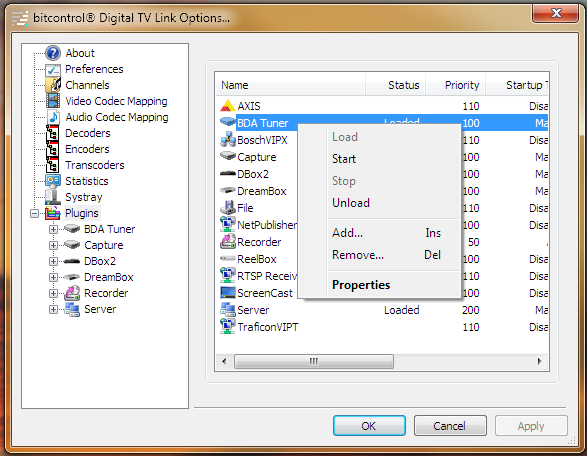 bitcontrol® Digital TV Link Options...
About
Preferences
Channels
Video Codec Mapping
Audio Codec Mapping
Decoders
Encoders
Transcoders
Statistics
Systray
Plugins
BDA Tuner
Capture
DBox2
DreamBox
Recorder
Server
Name Status Priority Startup T
AXIS 110 Disa
BDA Tuner Loaded 100 Ma
BoschVIPX 110 Disa
Capture 100 Ma
DBox2 100 Ma
DreamBox 100 Ma
File 110 Disa
NetPublisher 100 Disa
Recorder 50
ReelBox 110 Disa
RTSP Receiv 110 Disa
ScreenCast 100 Disa
Server Loaded 200 Ma
TraficonVIPT 110 Disa
Load
Start
Stop
Unload
Add... Ins
Remove... Del
Properties
OK Cancel Apply